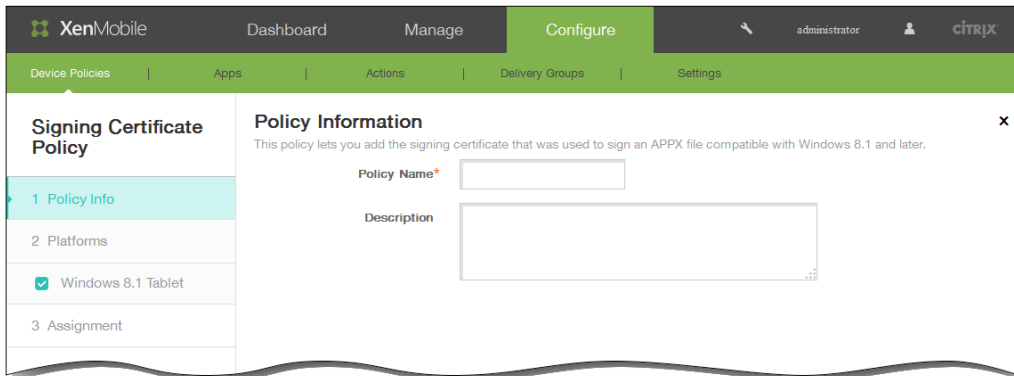 XenMobile Dashboard Manage Configure administrator CİTRIX
Device Policies | Apps | Actions | Delivery Groups | Settings
Signing Certificate Policy
1 Policy Info
2 Platforms
Windows 8.1 Tablet
3 Assignment
Policy Information
This policy lets you add the signing certificate that was used to sign an APPX file compatible with Windows 8.1 and later.
Policy Name*
Description